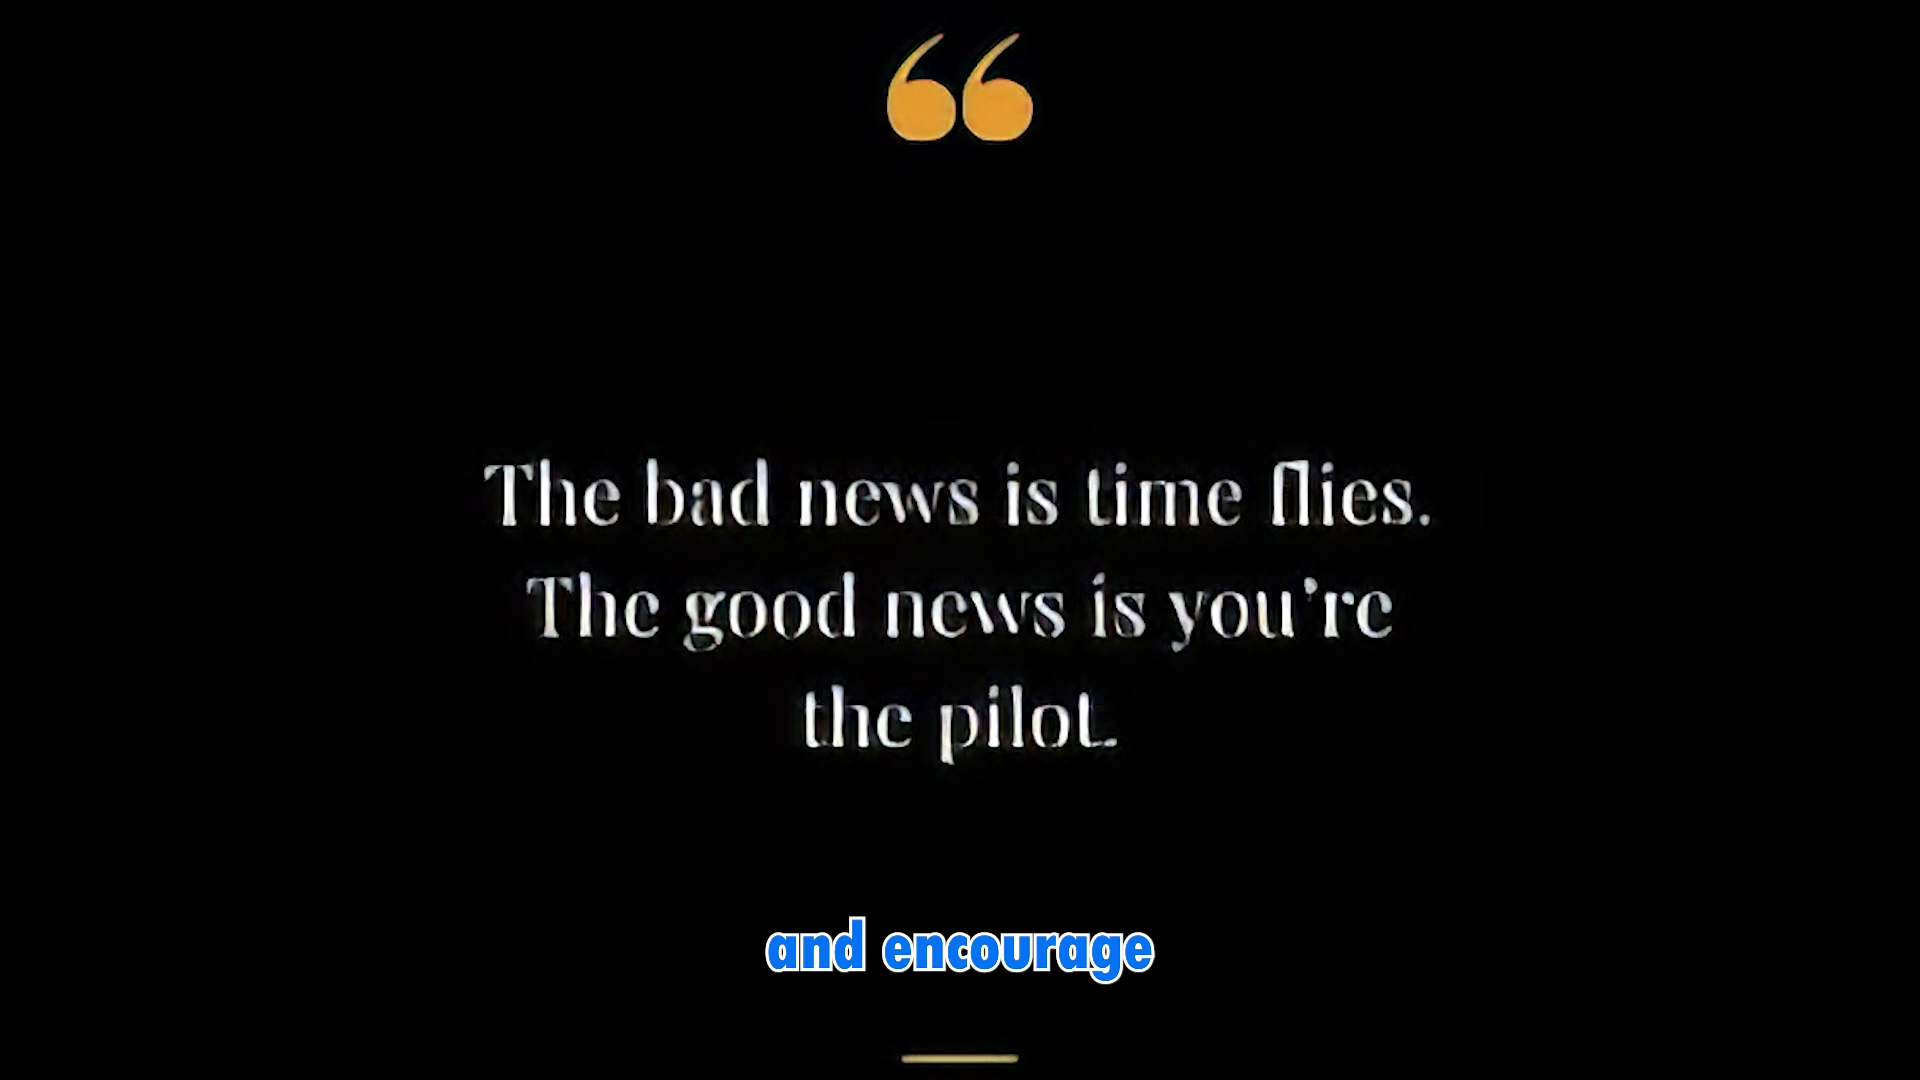 “
The bad news is time flies.
The good news is you’re
the pilot.
and encourage